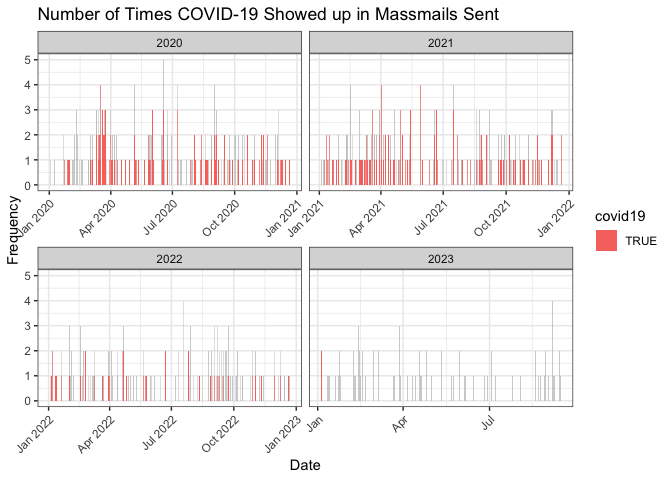 Number of Times COVID-19 Showed up in Massmails Sent
2020
2021
5
4
3
2
1
0
Jan 2020
Apr 2020
Jul 2020
Oct 2020
Jan 2021
Jan 2021
Apr 2021
Jul 2021
Oct 2021
Jan 2022
Frequency
covid19
TRUE
2022
2023
5
4
3
2
1
0
Jan 2022
Apr 2022
Jul 2022
Oct 2022
Jan 2023
Jan
Apr
Jul
Date